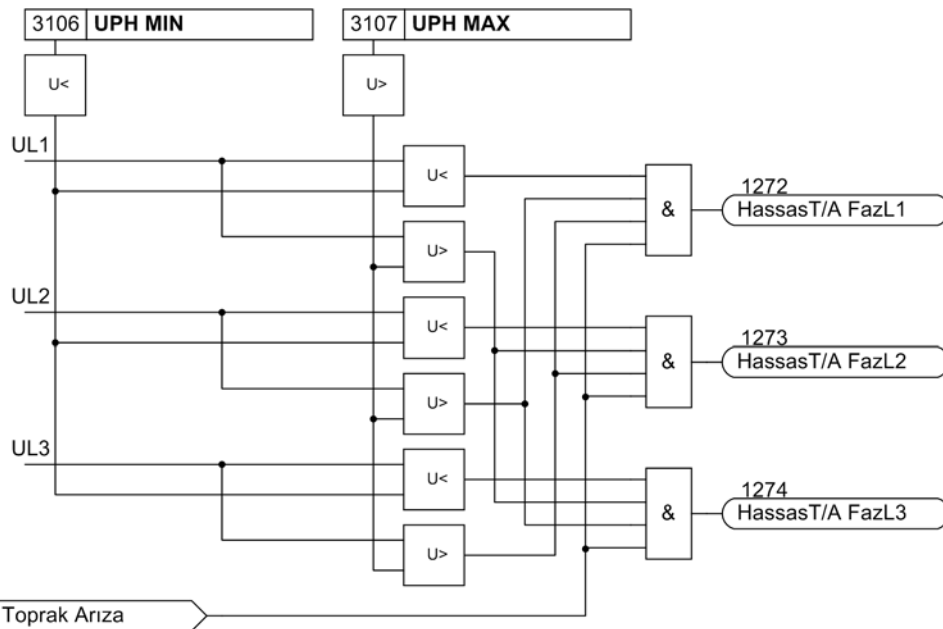 3106 UPH MIN
3107 UPH MAX
U<
U>
UL1
U<
U>
UL2
U<
U>
UL3
U<
U>
&
1272
HassasT/A FazL1
&
1273
HassasT/A FazL2
&
1274
HassasT/A FazL3
Toprak Arıza